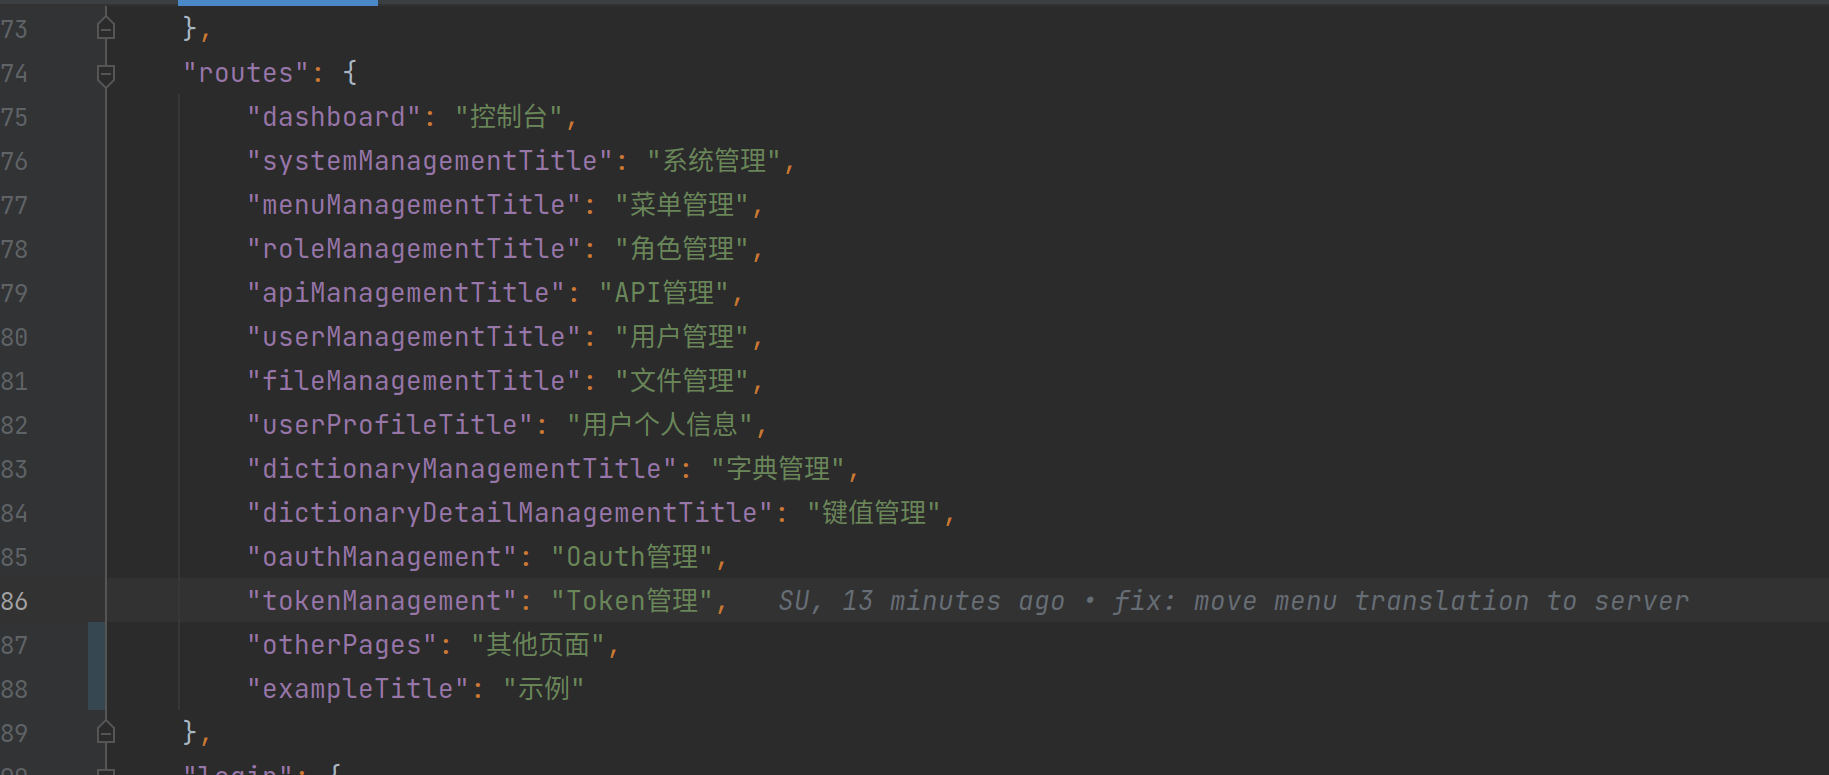 73 },
74 "routes": {
75 "dashboard": "控制台",
76 "systemManagementTitle": "系统管理",
77 "menuManagementTitle": "菜单管理",
78 "roleManagementTitle": "角色管理",
79 "apiManagementTitle": "API管理",
80 "userManagementTitle": "用户管理",
81 "fileManagementTitle": "文件管理",
82 "userProfileTitle": "用户个人信息",
83 "dictionaryManagementTitle": "字典管理",
84 "dictionaryDetailManagementTitle": "键值管理",
85 "oauthManagement": "Oauth管理",
86 "tokenManagement": "Token管理", SU, 13 minutes ago • fix: move menu translation to server
87 "otherPages": "其他页面",
88 "exampleTitle": "示例"
89 },
"login": {